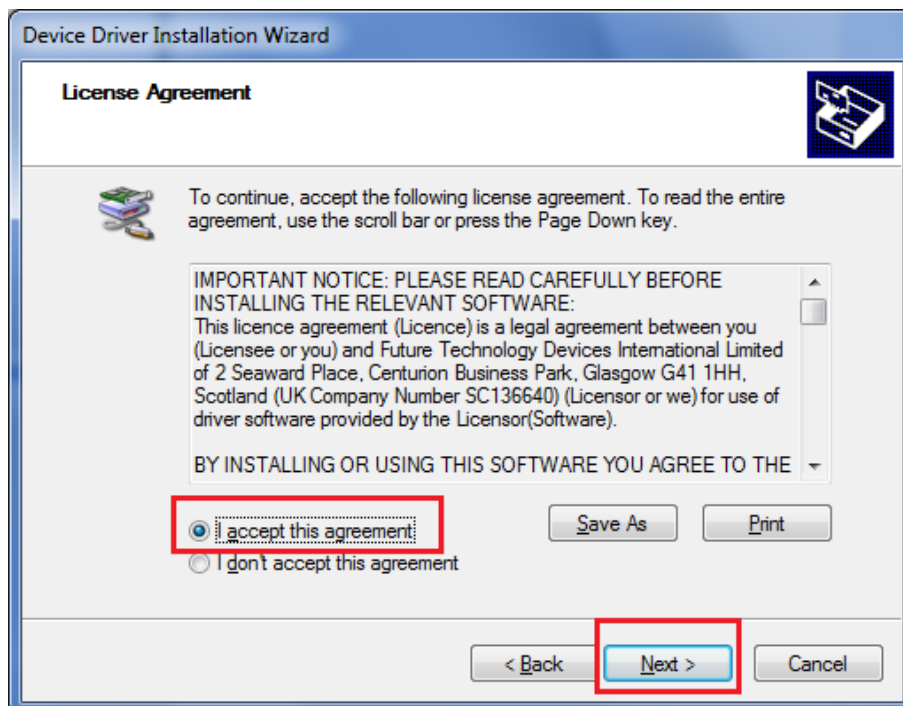 Device Driver Installation Wizard
License Agreement
To continue, accept the following license agreement. To read the entire
agreement, use the scroll bar or press the Page Down key.
IMPORTANT NOTICE: PLEASE READ CAREFULLY BEFORE
INSTALLING THE RELEVANT SOFTWARE:
This licence agreement (Licence) is a legal agreement between you
(Licensee or you) and Future Technology Devices International Limited
of 2 Seaward Place, Centurion Business Park, Glasgow G41 1HH,
Scotland (UK Company Number SC136640) (Licensor or we) for use of
driver software provided by the Licensor(Software).
BY INSTALLING OR USING THIS SOFTWARE YOU AGREE TO THE
I accept this agreement
Save As
Print
I don't accept this agreement
< Back
Next >
Cancel